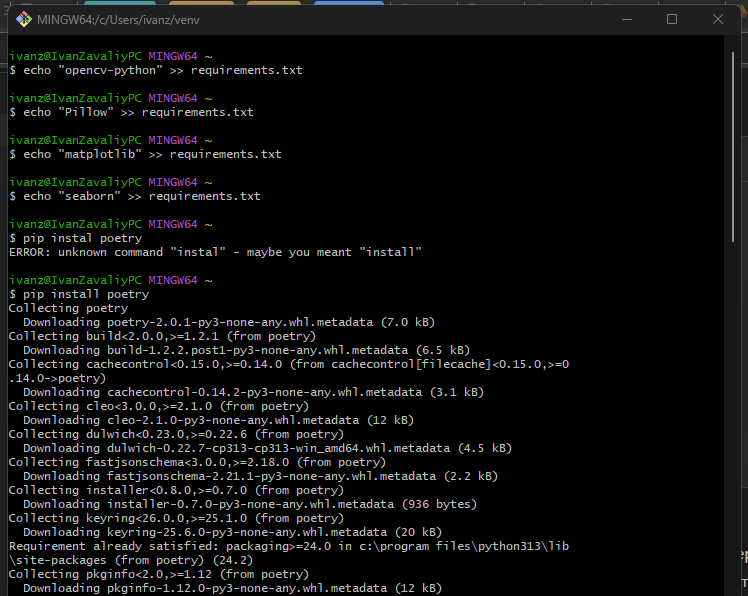 MINGW64:/c/Users/ivanz/venv
ivanz@IvanZavaliyPC MINGW64 ~
$ echo "opencv-python" >> requirements.txt
ivanz@IvanZavaliyPC MINGW64 ~
$ echo "Pillow" >> requirements.txt
ivanz@IvanZavaliyPC MINGW64 ~
$ echo "matplotlib" >> requirements.txt
ivanz@IvanZavaliyPC MINGW64 ~
$ echo "seaborn" >> requirements.txt
ivanz@IvanZavaliyPC MINGW64 ~
$ pip instal poetry
ERROR: unknown command "instal" - maybe you meant "install"
ivanz@IvanZavaliyPC MINGW64 ~
$ pip install poetry
Collecting poetry
  Downloading poetry-2.0.1-py3-none-any.whl.metadata (7.0 kB)
Collecting build<2.0.0,>=1.2.1 (from poetry)
  Downloading build-1.2.2.post1-py3-none-any.whl.metadata (6.5 kB)
Collecting cachecontrol<0.15.0,>=0.14.0 (from cachecontrol[filecache]<0.15.0,>=0
.14.0->poetry)
  Downloading cachecontrol-0.14.2-py3-none-any.whl.metadata (3.1 kB)
Collecting cleo<3.0.0,>=2.1.0 (from poetry)
  Downloading cleo-2.1.0-py3-none-any.whl.metadata (12 kB)
Collecting dulwich<0.23.0,>=0.22.6 (from poetry)
  Downloading dulwich-0.22.7-cp313-cp313-win_amd64.whl.metadata (4.5 kB)
Collecting fastjsonschema<3.0.0,>=2.18.0 (from poetry)
  Downloading fastjsonschema-2.21.1-py3-none-any.whl.metadata (2.2 kB)
Collecting installer<0.8.0,>=0.7.0 (from poetry)
  Downloading installer-0.7.0-py3-none-any.whl.metadata (936 bytes)
Collecting keyring<26.0.0,>=25.1.0 (from poetry)
  Downloading keyring-25.6.0-py3-none-any.whl.metadata (20 kB)
Requirement already satisfied: packaging>=24.0 in c:\program files\python313\lib
\site-packages (from poetry) (24.2)
Collecting pkginfo<2.0,>=1.12 (from poetry)
  Downloading pkginfo-1.12.0-py3-none-any.whl.metadata (12 kB)